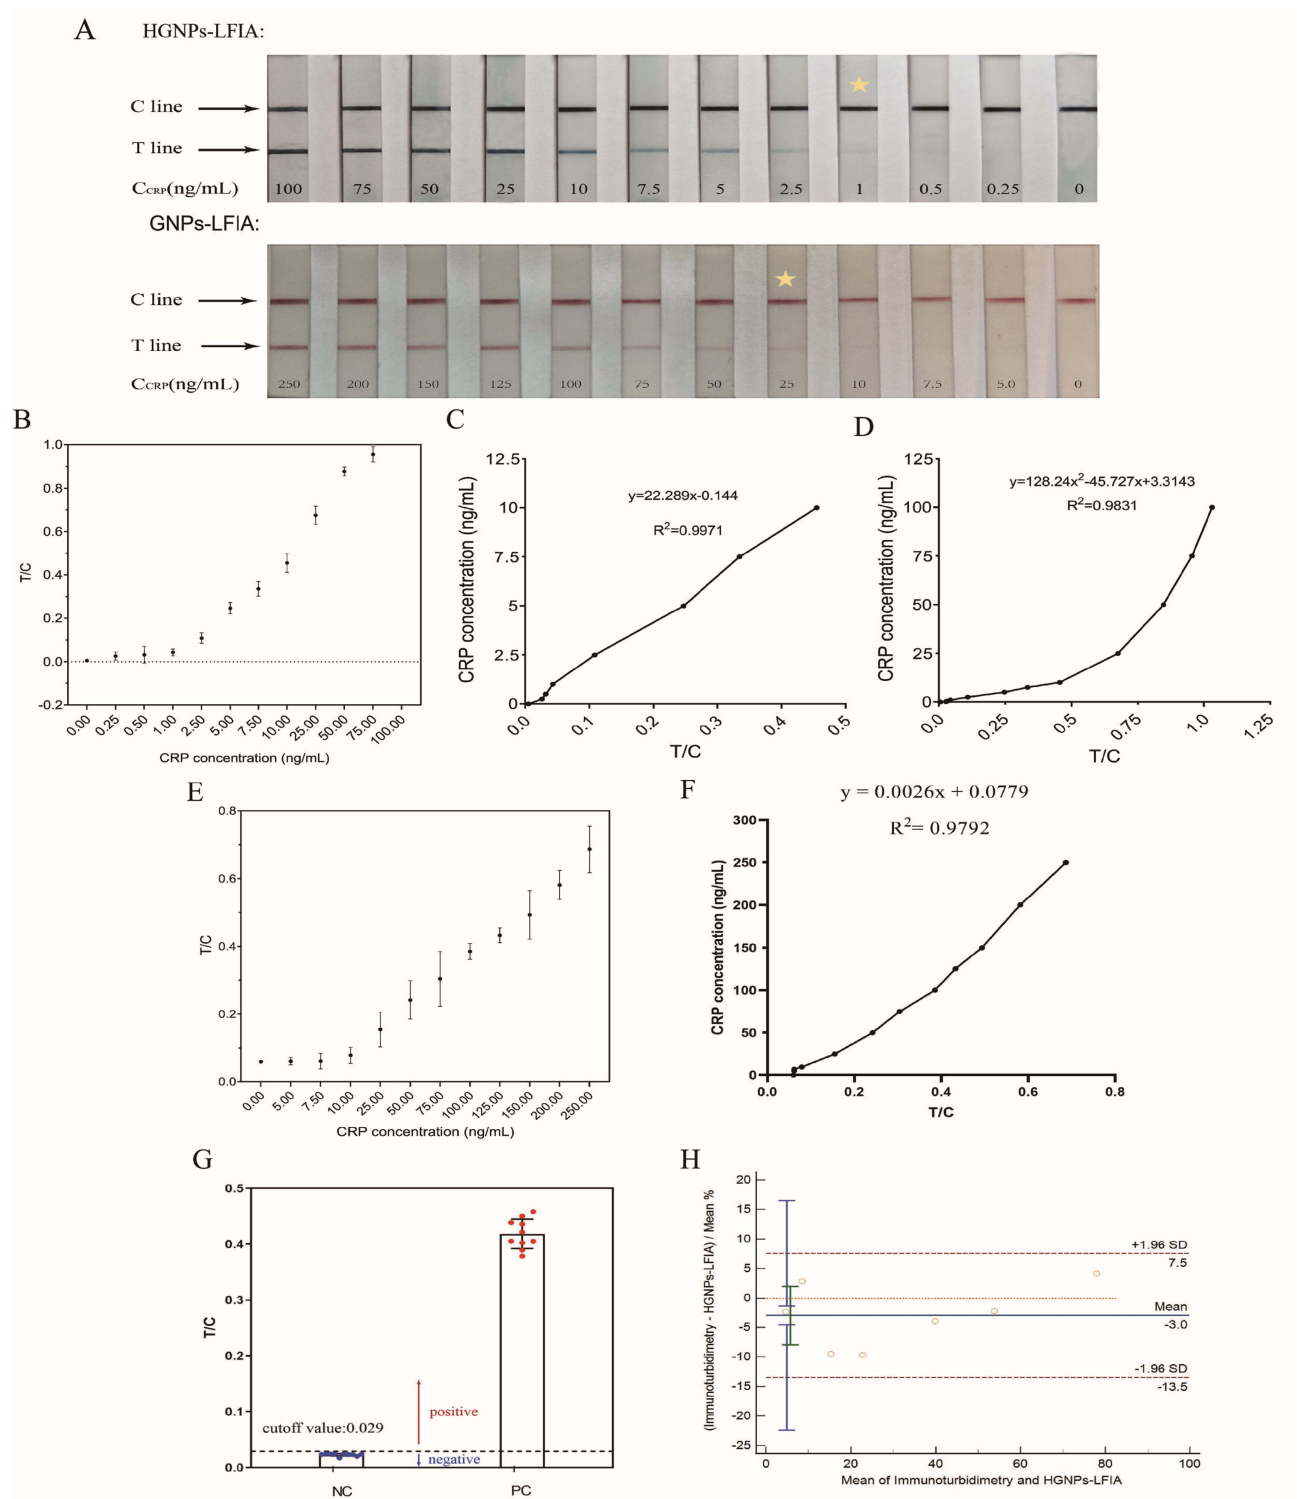 A
HGNPs-LFIA:
C line
T line
CCRP(ng/mL)
100 75 50 25 10 7.5 5 2.5 1 0.5 0.25 0
GNPs-LFIA:
C line
T line
CCRP(ng/mL)
250 200 150 125 100 75 50 25 10 7.5 5.0 0
B
1.0
0.8
0.6
0.4
0.2
0.0
-0.2
T/C
0.00 0.25 0.50 1.00 2.50 5.00 7.50 10.00 25.00 50.00 75.00 100.00
CRP concentration (ng/mL)
C
12.5
10
7.5
5
2.5
0
CRP concentration (ng/mL)
y=22.289x-0.144
R²=0.9971
0.0 0.1 0.2 0.3 0.4 0.5
T/C
D
125
100
75
50
25
0
CRP concentration (ng/mL)
y=128.24x²-45.727x+3.3143
R²=0.9831
0.00 0.25 0.5 0.75 1.0 1.25
T/C
E
0.8
0.6
0.4
0.2
0.0
T/C
0.00 5.00 7.50 10.00 25.00 50.00 75.00 100.00 125.00 150.00 200.00 250.00
CRP concentration (ng/mL)
F
y = 0.0026x + 0.0779
R²= 0.9792
300
250
200
150
100
50
0
CRP concentration (ng/mL)
0.0 0.2 0.4 0.6 0.8
T/C
G
0.5
0.4
0.3
0.2
0.1
0.0
T/C
cutoff value:0.029
positive
negative
NC PC
H
20
15
10
5
0
-5
-10
-15
-20
-25
(Immunoturbidimetry - HGNPs-LFIA) / Mean %
+1.96 SD
7.5
Mean
-3.0
-1.96 SD
-13.5
0 20 40 60 80 100
Mean of Immunoturbidimetry and HGNPs-LFIA